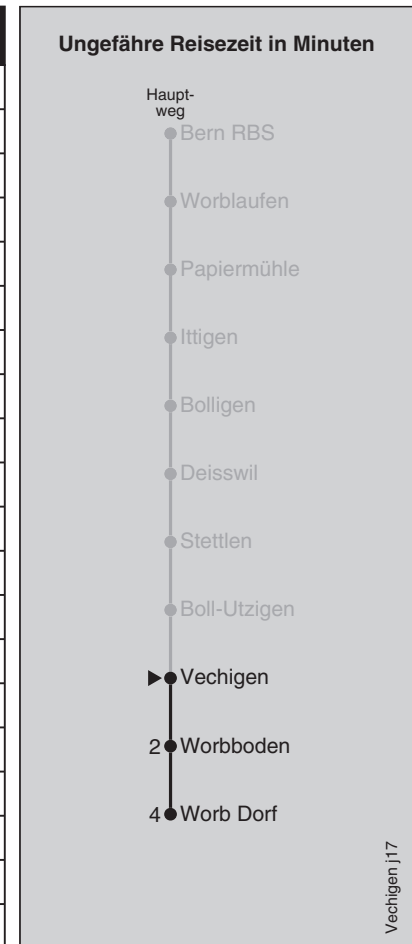 Ungefähre Reisezeit in Minuten
Haupt-
weg
Bern RBS
Worblaufen
Papiermühle
Ittigen
Bolligen
Deisswil
Stettlen
Boll-Utzigen
Vechigen
2 Worbboden
4 Worb Dorf
Vechigen j17